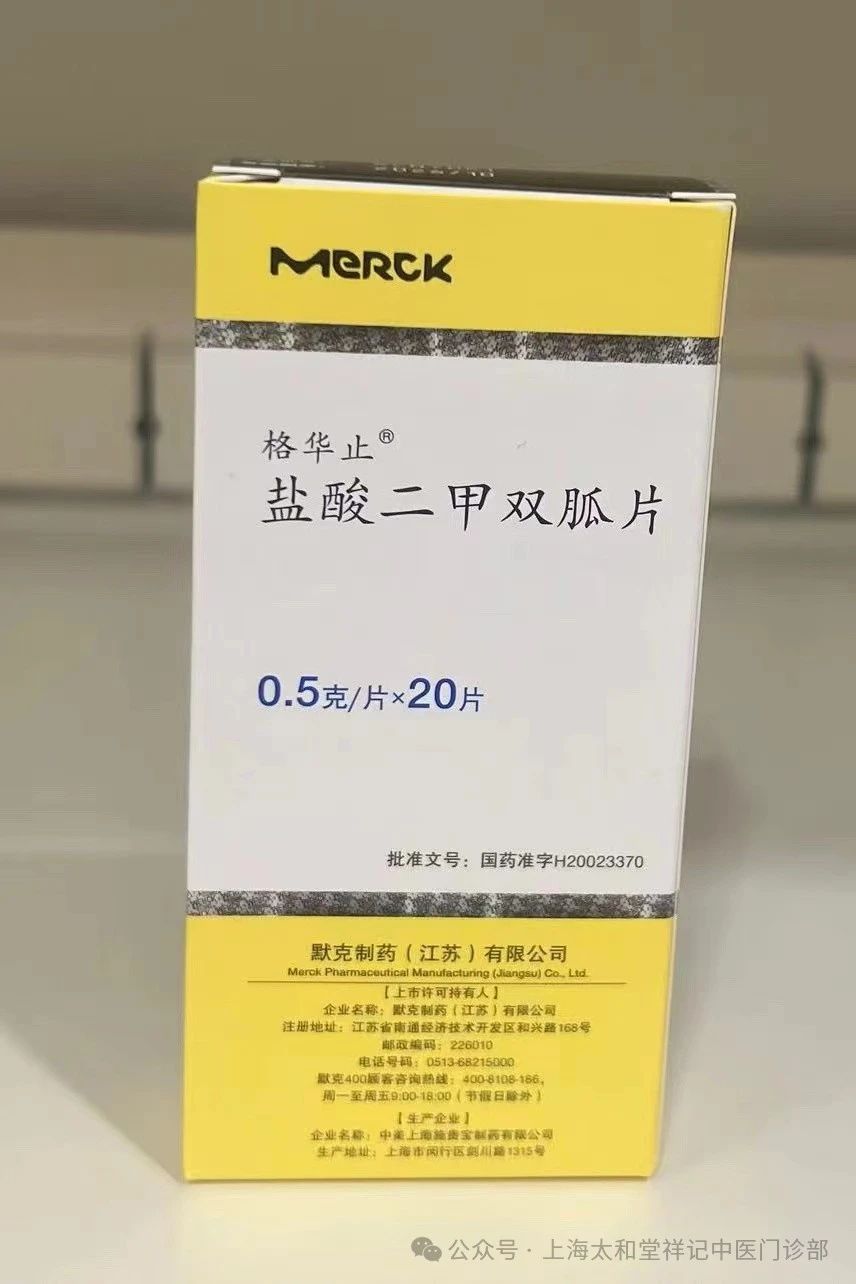 MERCK
格华止®
盐酸二甲双胍片
0.5克/片×20片
批准文号：国药准字H20023370
默克制药（江苏）有限公司
Merck Pharmaceutical Manufacturing (Jiangsu) Co., Ltd.
【上市许可持有人】
企业名称：默克制药（江苏）有限公司
注册地址：江苏省南通经济技术开发区和兴路168号
邮政编码：226010
电话号码：0513-68215000
默克400顾客咨询热线：400-8108-186，
周一至周五9:00-18:00（节假日除外）
【生产企业】
企业名称：中美上海施贵宝制药有限公司
生产地址：上海市闵行区剑川路1315号
公众号·上海太和堂祥记中医门诊部